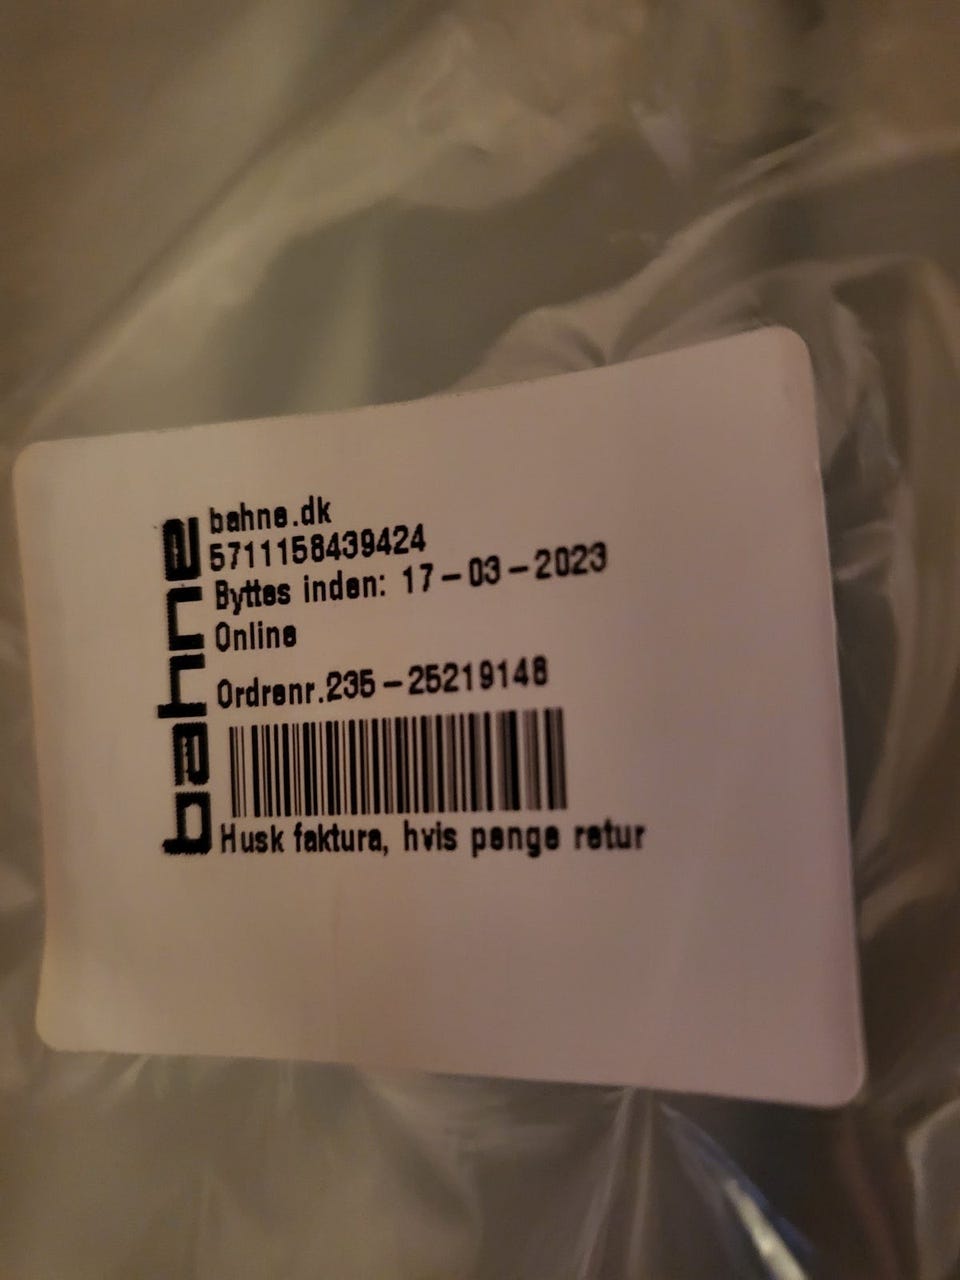 bahne
bahne.dk
5711158439424
Byttes inden: 17-03-2023
Online
Ordrenr.235-25219148
Husk faktura, hvis penge retur